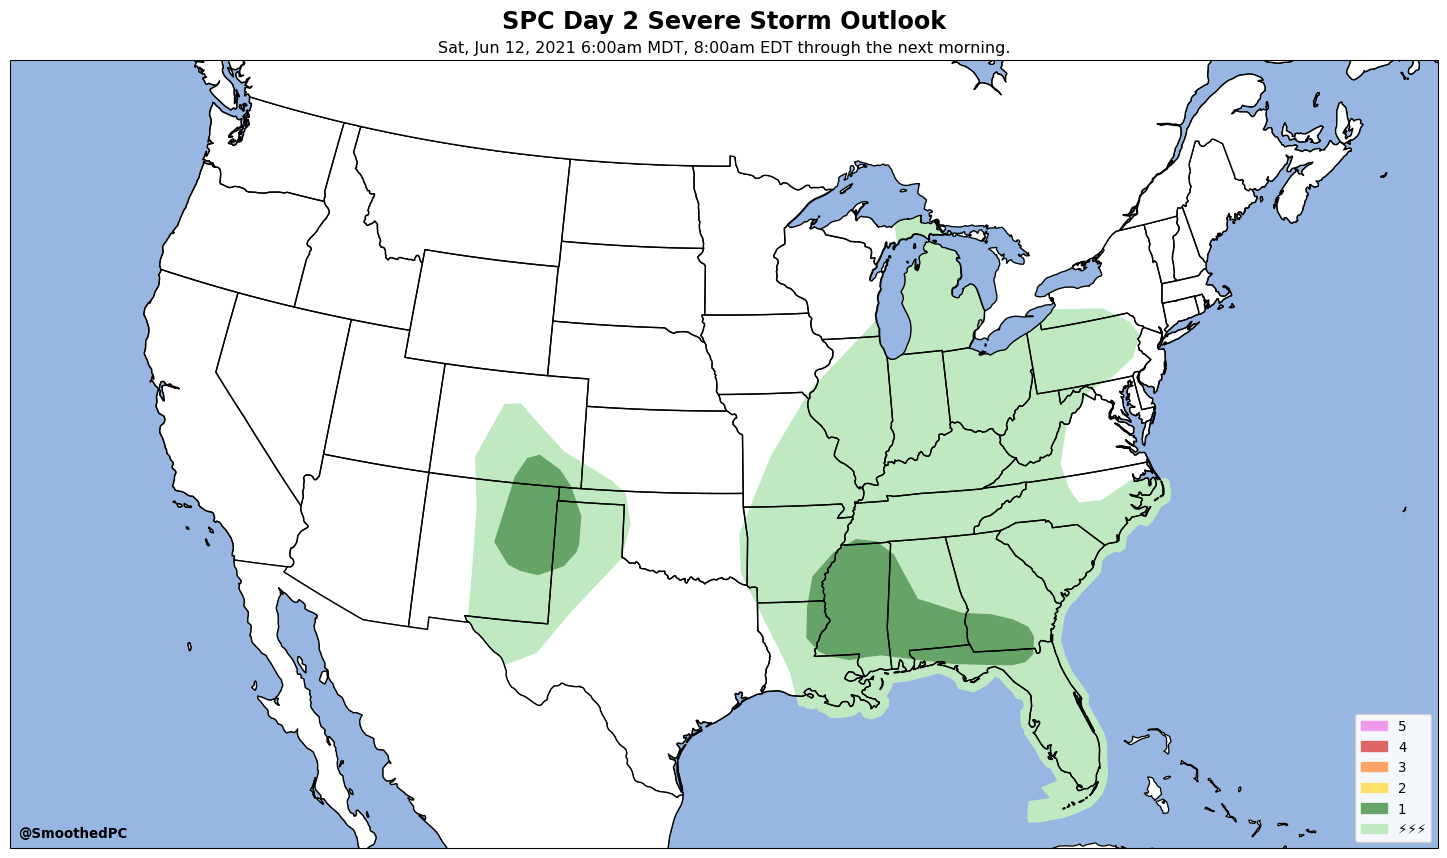 SPC Day 2 Severe Storm Outlook
Sat, Jun 12, 2021 6:00am MDT, 8:00am EDT through the next morning.
5
4
3
2
1
⚡⚡⚡
@SmoothedPC